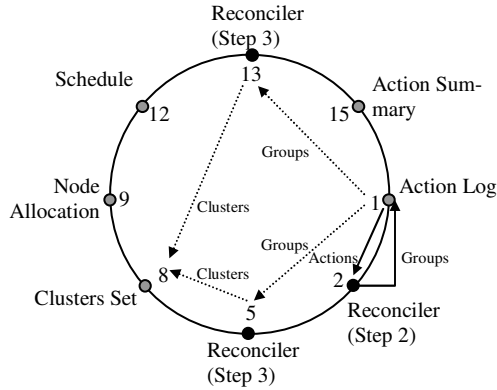 Reconciler
(Step 3)
13
Schedule
12
Action Sum-
mary
15
Groups
Node
Allocation
9
Clusters
1
Action Log
Groups
Actions
Groups
Clusters
8
2
Clusters Set
5
Reconciler
(Step 2)
Reconciler
(Step 3)